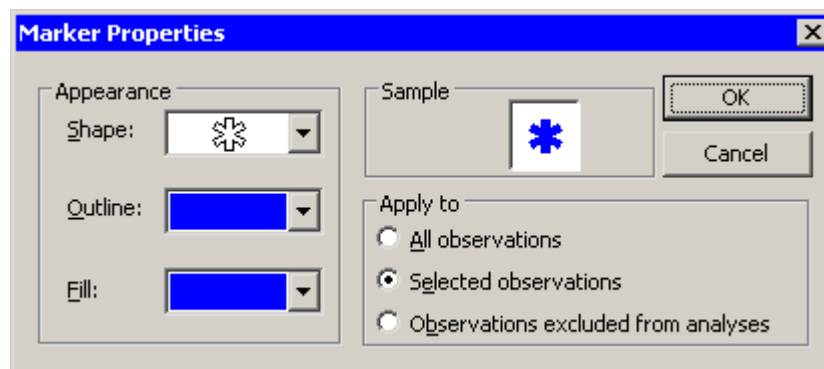 Marker Properties
Appearance
Shape:
Outline:
Fill:
Sample
OK
Cancel
Apply to
All observations
Selected observations
Observations excluded from analyses